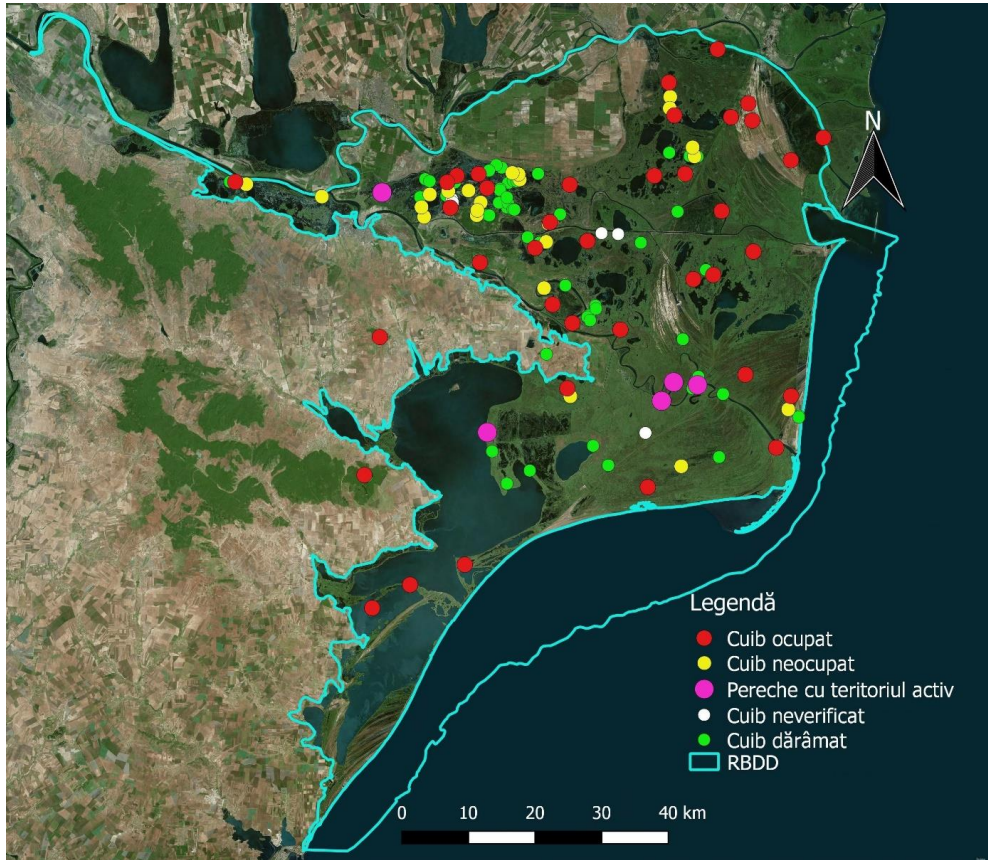 N
Legendă
Cuib ocupat
Cuib neocupat
Pereche cu teritoriul activ
Cuib neverificat
Cuib dărâmat
RBDD
0 10 20 30 40 km